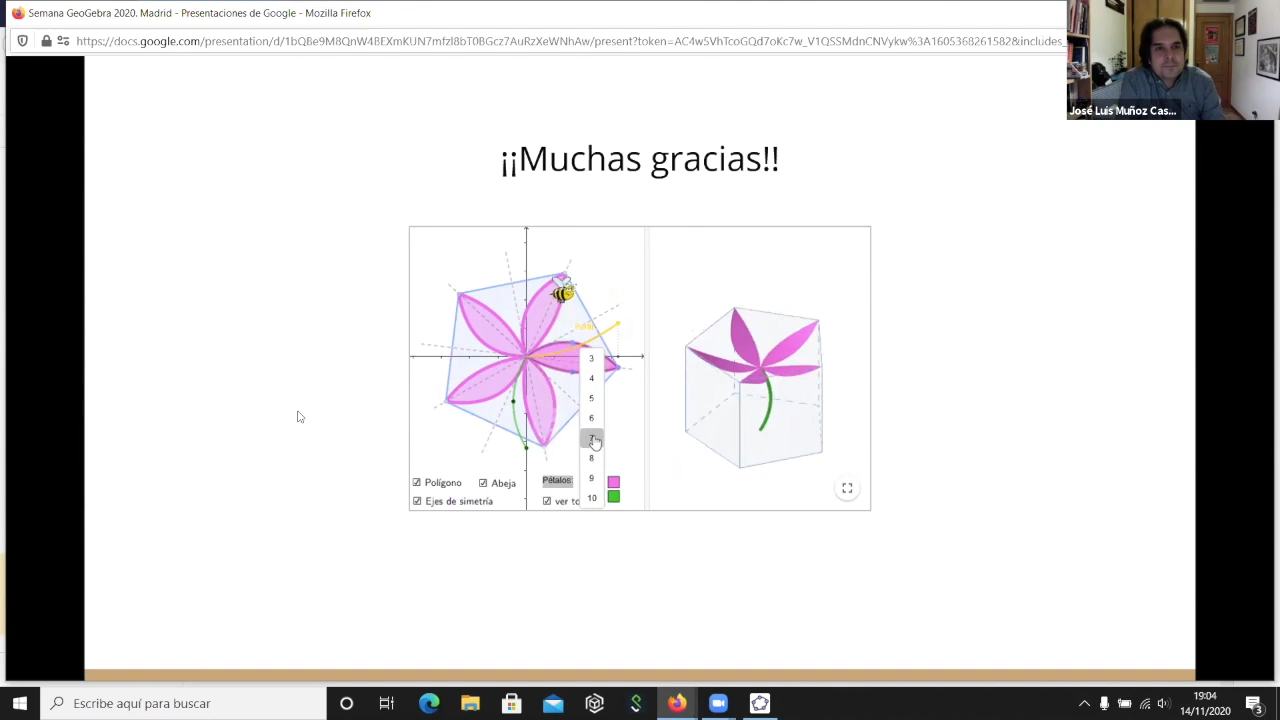 Semana GeoGebra 2020. Madrid - Presentaciones de Google - Mozilla Firefox
José Luis Muñoz Cas...
¡¡Muchas gracias!!
3
4
5
6
7
8
9
10
Polígono
Abeja
Pétalos:
Ejes de simetría
ver to
Escribe aquí para buscar
19:04
14/11/2020
3